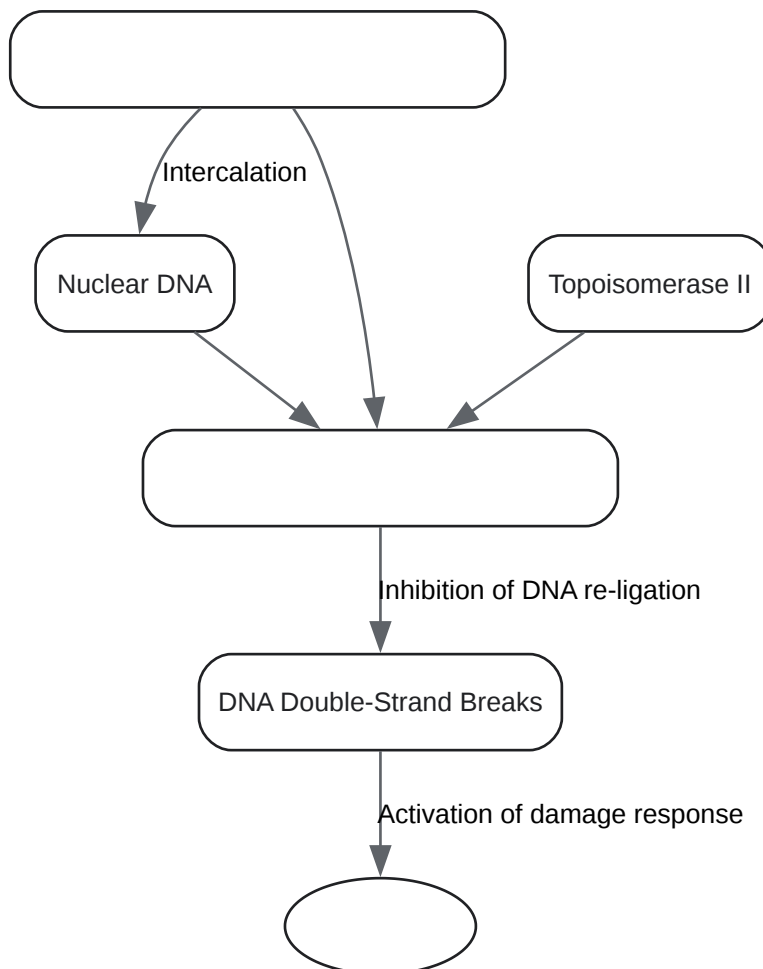 Intercalation
Nuclear DNA
Topoisomerase II
Inhibition of DNA re-ligation
DNA Double-Strand Breaks
Activation of damage response